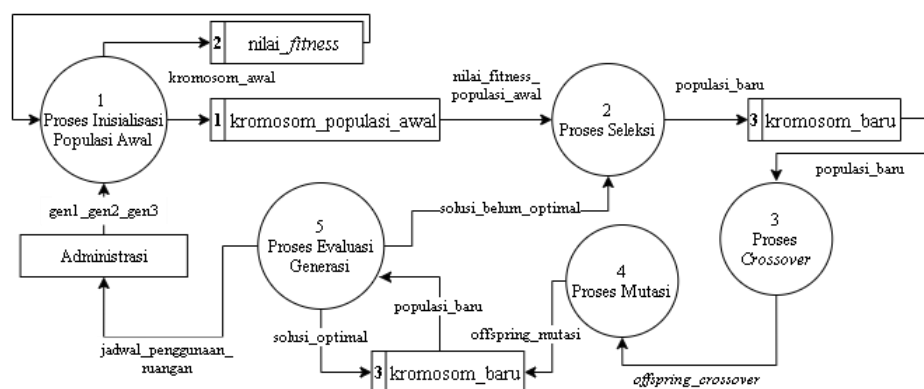 2 nilai_fitness
kromosom_awal
1
Proses Inisialisasi
Populasi Awal
1 kromosom_populasi_awal
nilai_fitness_
populasi_awal
2
Proses Seleksi
populasi_baru
3 kromosom_baru
populasi_baru
gen1_gen2_gen3
Administrasi
solusi_belum_optimal
5
Proses Evaluasi
Generasi
3
Proses
Crossover
4
Proses Mutasi
populasi_baru
solusi_optimal
offspring_mutasi
jadwal_penggunaan_
ruangan
3 kromosom_baru
offspring_crossover